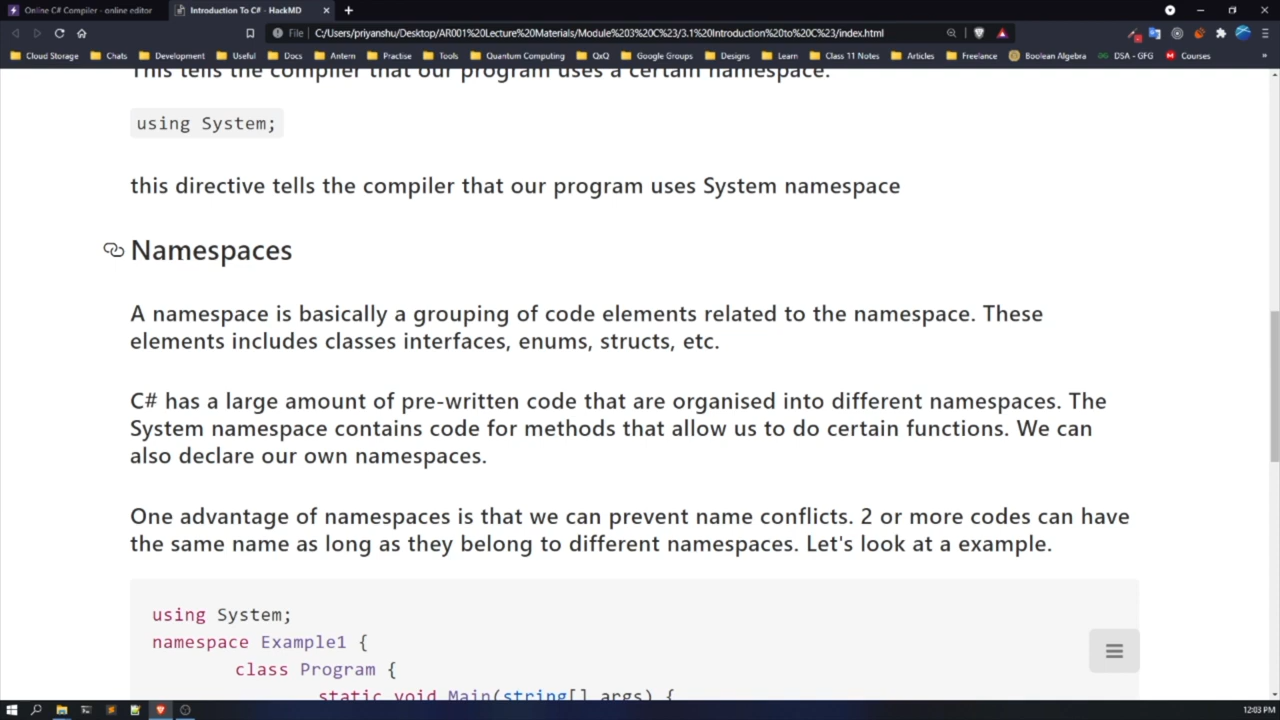 Online C# Compiler - online editor
Introduction To C# - HackMD
File
C:/Users/priyanshu/Desktop/AR001%20Lecture%20Materials/Module%203%20C%23/3.1%20Introduction%20to%20C%23/index.html
Cloud Storage Chats Development Useful Docs Antern Practise Tools Quantum Computing QxQ Google Groups Designs Learn Class 11 Notes Articles Freelance Boolean Algebra DSA - GFG Courses »
This tells the compiler that our program uses a certain namespace.
using System;
this directive tells the compiler that our program uses System namespace
Namespaces
A namespace is basically a grouping of code elements related to the namespace. These
elements includes classes interfaces, enums, structs, etc.
C# has a large amount of pre-written code that are organised into different namespaces. The
System namespace contains code for methods that allow us to do certain functions. We can
also declare our own namespaces.
One advantage of namespaces is that we can prevent name conflicts. 2 or more codes can have
the same name as long as they belong to different namespaces. Let's look at a example.
using System;
namespace Example1 {
class Program {
static void Main(string[] args) {
12:03 PM